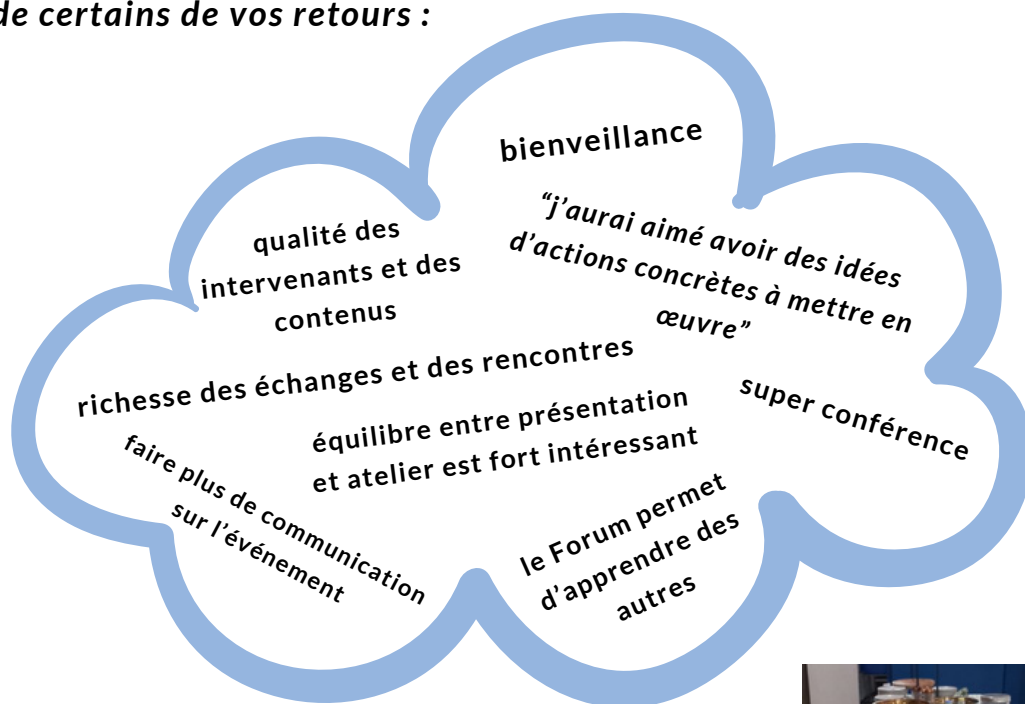 de certains de vos retours :
bienveillance
“j’aurai aimé avoir des idées
d’actions concrètes à mettre en
œuvre”
qualité des
intervenants et des
contenus
richesse des échanges et des rencontres
super conférence
équilibre entre présentation
et atelier est fort intéressant
faire plus de communication
sur l’événement
le Forum permet
d’apprendre des
autres